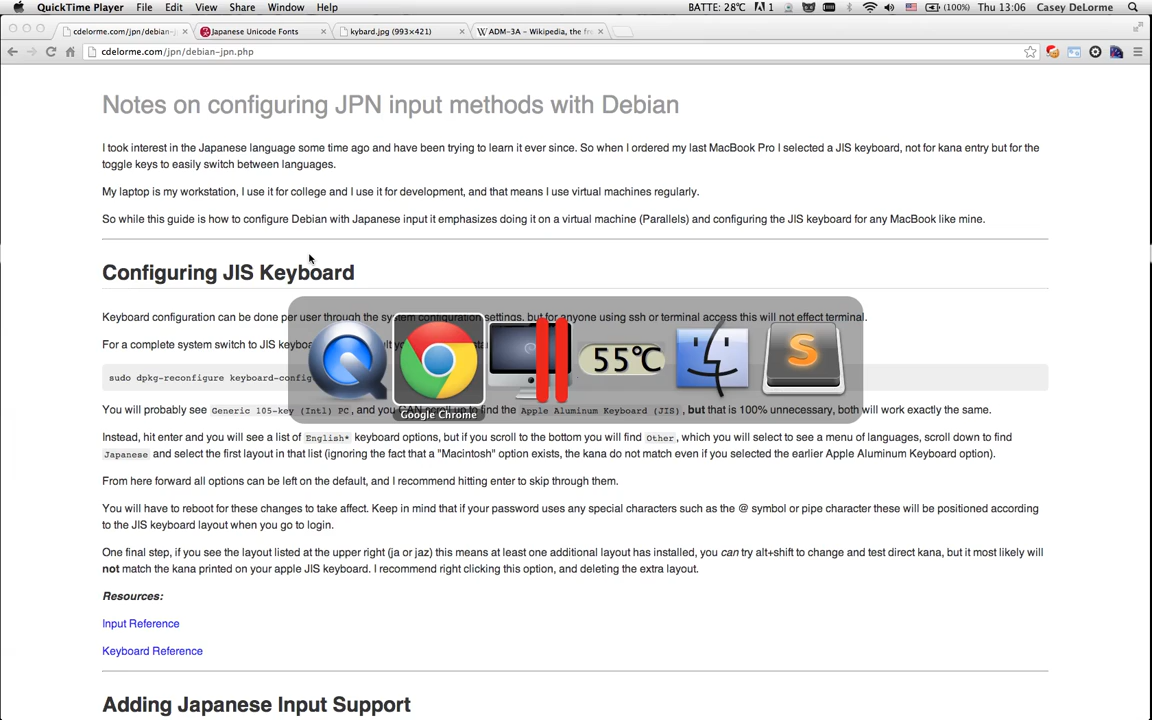 QuickTime Player File Edit View Share Window Help BATTE: 28℃ 1 (100%) Thu 13:06 Casey DeLorme
cdelorme.com/jpn/debian- Japanese Unicode Fonts kybard.jpg (993×421) ADM-3A – Wikipedia, the fr
cdelorme.com/jpn/debian-jpn.php
Notes on configuring JPN input methods with Debian
I took interest in the Japanese language some time ago and have been trying to learn it ever since. So when I ordered my last MacBook Pro I selected a JIS keyboard, not for kana entry but for the
toggle keys to easily switch between languages.
My laptop is my workstation, I use it for college and I use it for development, and that means I use virtual machines regularly.
So while this guide is how to configure Debian with Japanese input it emphasizes doing it on a virtual machine (Parallels) and configuring the JIS keyboard for any MacBook like mine.
Configuring JIS Keyboard
Keyboard configuration can be done per user through the system configuration settings, but for anyone using ssh or terminal access this will not effect terminal.
For a complete system switch to JIS keybo
sudo dpkg-reconfigure keyboard-config
55℃
You will probably see Generic 105-key (Intl) PC, and you CAN scroll up to find the Apple Aluminum Keyboard (JIS), but that is 100% unnecessary, both will work exactly the same.
Google Chrome
Instead, hit enter and you will see a list of English* keyboard options, but if you scroll to the bottom you will find Other, which you will select to see a menu of languages, scroll down to find
Japanese and select the first layout in that list (ignoring the fact that a "Macintosh" option exists, the kana do not match even if you selected the earlier Apple Aluminum Keyboard option).
From here forward all options can be left on the default, and I recommend hitting enter to skip through them.
You will have to reboot for these changes to take affect. Keep in mind that if your password uses any special characters such as the @ symbol or pipe character these will be positioned according
to the JIS keyboard layout when you go to login.
One final step, if you see the layout listed at the upper right (ja or jaz) this means at least one additional layout has installed, you can try alt+shift to change and test direct kana, but it most likely will
not match the kana printed on your apple JIS keyboard. I recommend right clicking this option, and deleting the extra layout.
Resources:
Input Reference
Keyboard Reference
Adding Japanese Input Support